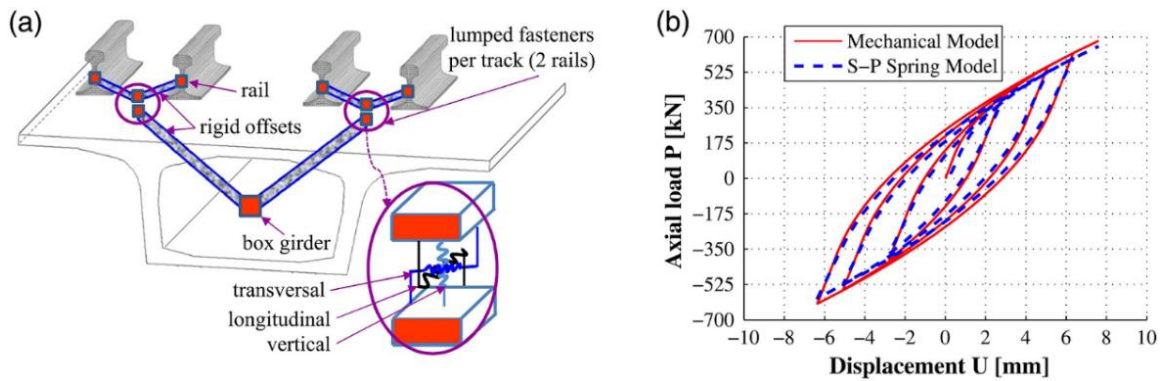 (a)
lumped fasteners
per track (2 rails)
rail
rigid offsets
box girder
transversal
longitudinal
vertical
(b)
Axial load P [kN]
700
525
350
175
0
-175
-350
-525
-700
Mechanical Model
S-P Spring Model
-10 -8 -6 -4 -2 0 2 4 6 8 10
Displacement U [mm]